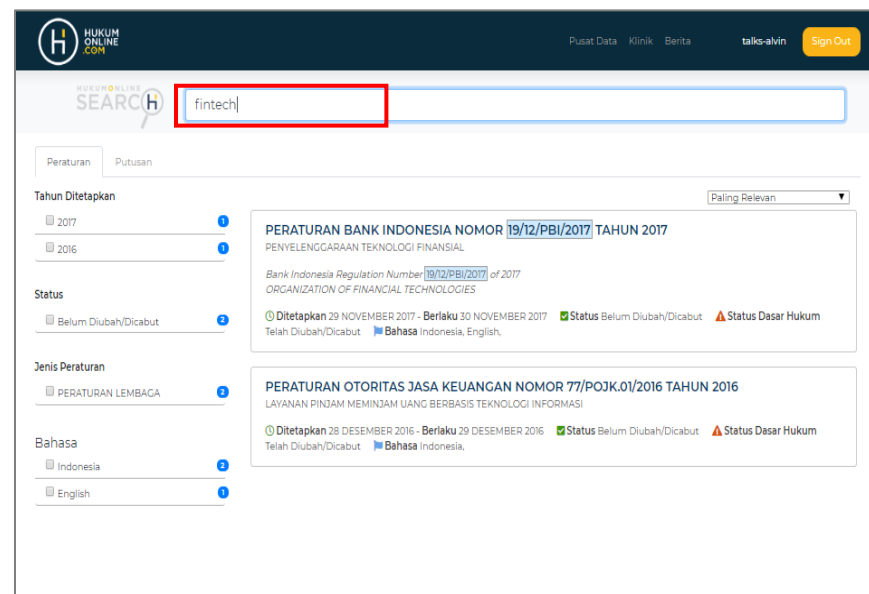 HUKUM
ONLINE
.COM
Pusat Data Klinik Berita talks-alvin Sign Out
HUKUMONLINE
SEARCH
fintech
Peraturan Putusan
Tahun Ditetapkan
Paling Relevan
2017 1
2016 1
Status
Belum Diubah/Dicabut 2
Jenis Peraturan
PERATURAN LEMBAGA 2
Bahasa
Indonesia 2
English 1
PERATURAN BANK INDONESIA NOMOR 19/12/PBI/2017 TAHUN 2017
PENYELENGGARAAN TEKNOLOGI FINANSIAL
Bank Indonesia Regulation Number 19/12/PBI/2017 of 2017
ORGANIZATION OF FINANCIAL TECHNOLOGIES
Ditetapkan 29 NOVEMBER 2017 - Berlaku 30 NOVEMBER 2017 Status Belum Diubah/Dicabut Status Dasar Hukum
Telah Diubah/Dicabut Bahasa Indonesia, English,
PERATURAN OTORITAS JASA KEUANGAN NOMOR 77/POJK.01/2016 TAHUN 2016
LAYANAN PINJAM MEMINJAM UANG BERBASIS TEKNOLOGI INFORMASI
Ditetapkan 28 DESEMBER 2016 - Berlaku 29 DESEMBER 2016 Status Belum Diubah/Dicabut Status Dasar Hukum
Telah Diubah/Dicabut Bahasa Indonesia,